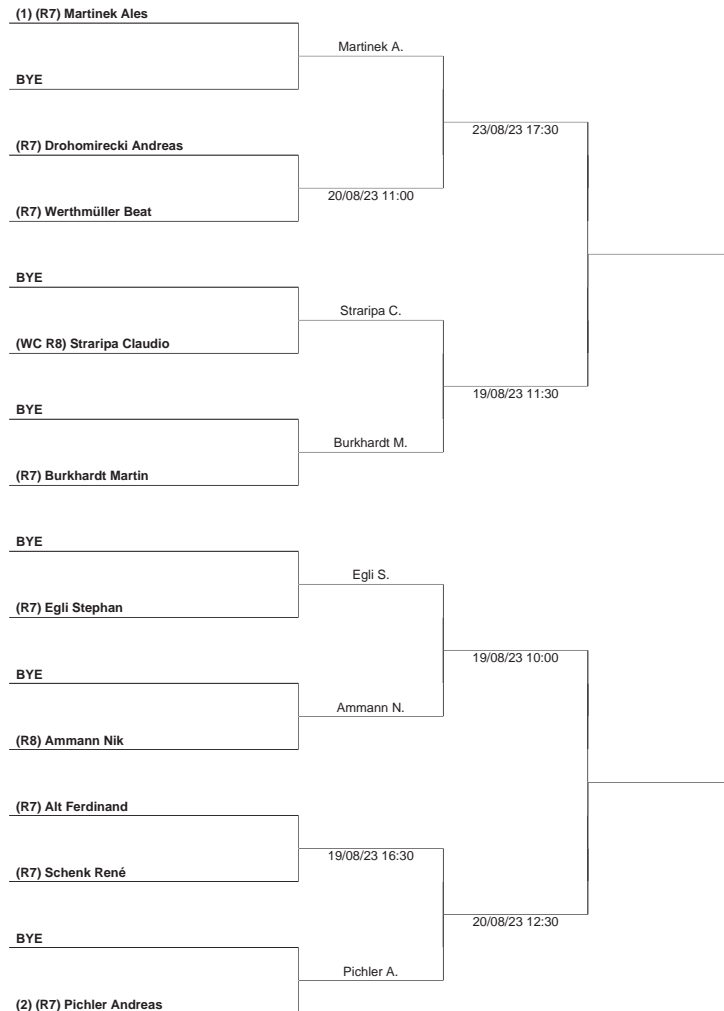 (1) (R7) Martinek Ales
Martinek A.
BYE
23/08/23 17:30
(R7) Drohomirecki Andreas
20/08/23 11:00
(R7) Werthmüller Beat
BYE
Straripa C.
(WC R8) Straripa Claudio
19/08/23 11:30
BYE
Burkhardt M.
(R7) Burkhardt Martin
BYE
Egli S.
(R7) Egli Stephan
19/08/23 10:00
BYE
Ammann N.
(R8) Ammann Nik
(R7) Alt Ferdinand
19/08/23 16:30
(R7) Schenk René
20/08/23 12:30
BYE
Pichler A.
(2) (R7) Pichler Andreas